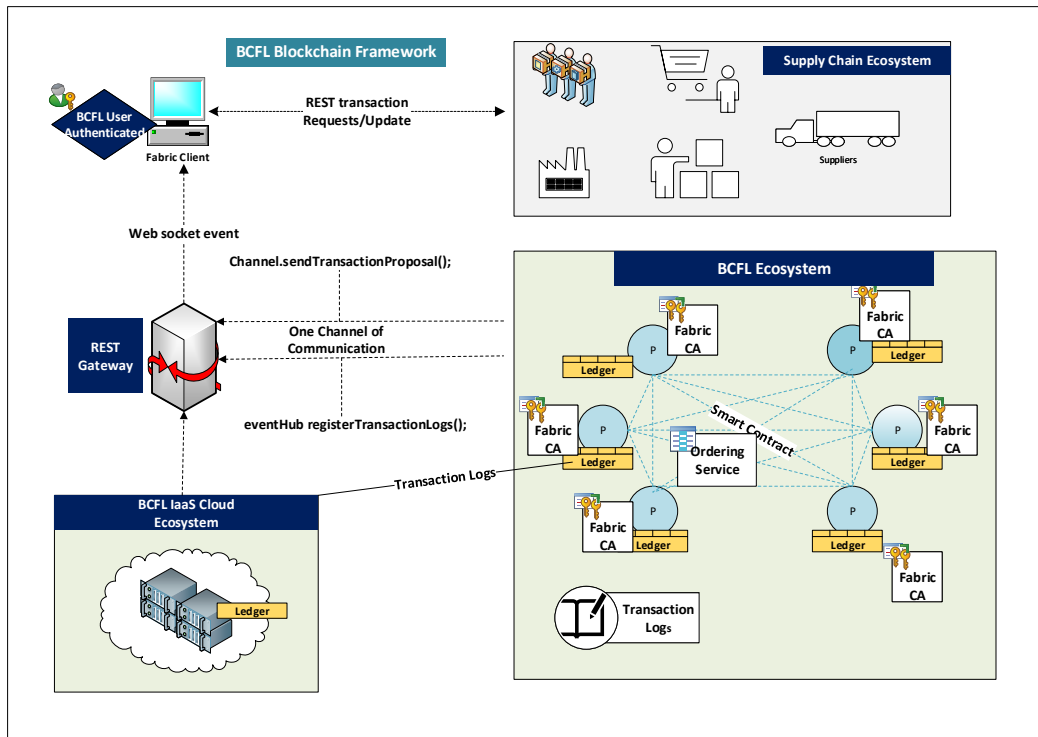 BCFL Blockchain Framework
Supply Chain Ecosystem
BCFL User
Authenticated
Fabric Client
REST transaction
Requests/Update
Suppliers
Web socket event
Channel.sendTransactionProposal();
REST
Gateway
One Channel of
Communication
eventHub registerTransactionLogs();
Transaction Logs
BCFL IaaS Cloud
Ecosystem
Ledger
BCFL Ecosystem
P
Fabric
CA
Ledger
P
Fabric
CA
Ledger
Fabric
CA
P
Ledger
P
Fabric
CA
Ledger
Smart Contract
Ordering
Service
Fabric
CA
P
Ledger
P
Ledger
Fabric
CA
Transaction
Logs